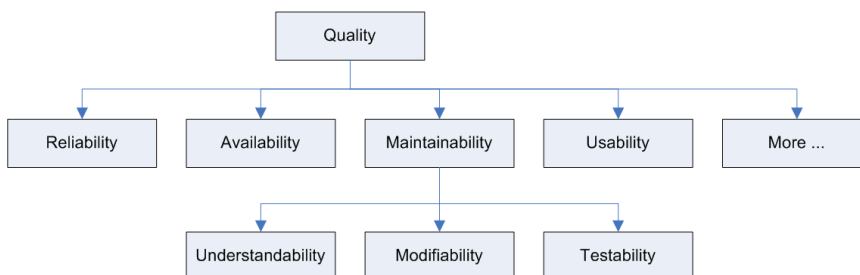 Quality
Reliability
Availability
Maintainability
Usability
More ...
Understandability
Modifiability
Testability